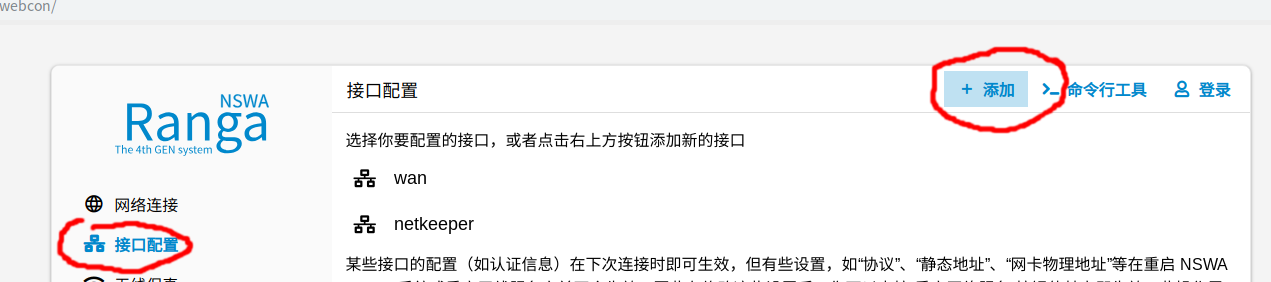 webcon/
NSWA
Ranga
The 4th GEN system
网络连接
接口配置
接口配置
+ 添加
命令行工具
登录
选择你要配置的接口，或者点击右上方按钮添加新的接口
wan
netkeeper
某些接口的配置（如认证信息）在下次连接时即可生效，但有些设置，如“协议”、“静态地址”、“网卡物理地址”等在重启 NSWA